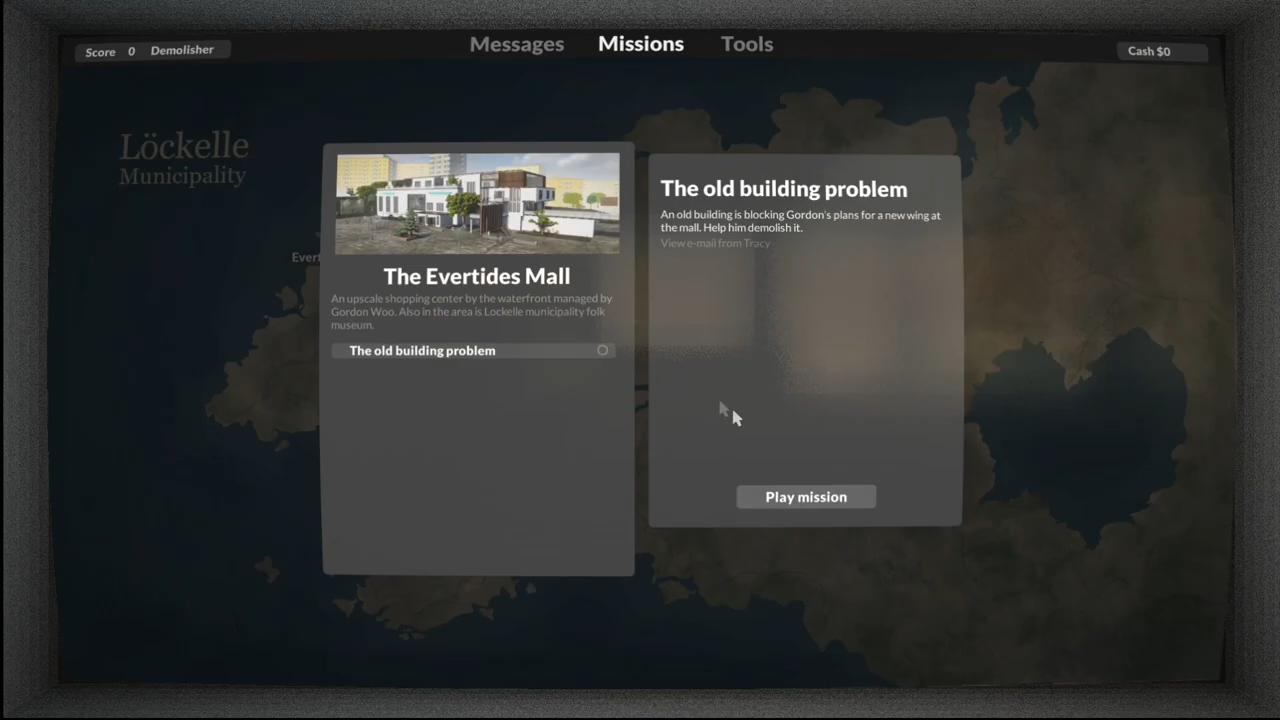 Score 0 Demolisher
Messages Missions Tools
Cash $0
Löckelle
Municipality
Evert
The Evertides Mall
An upscale shopping center by the waterfront managed by
Gordon Woo. Also in the area is Lockelle municipality folk
museum.
The old building problem
The old building problem
An old building is blocking Gordon's plans for a new wing at
the mall. Help him demolish it.
View e-mail from Tracy
Play mission